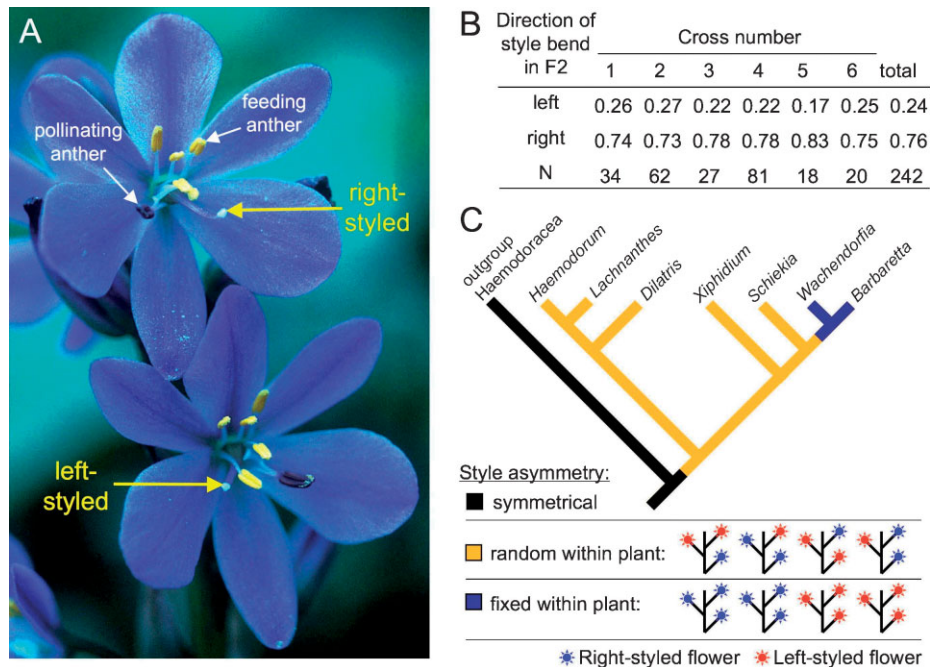 A
pollinating
anther
feeding
anther
right-
styled
left-
styled
B
Direction of
style bend
in F2
Cross number
1 2 3 4 5 6 total
left 0.26 0.27 0.22 0.22 0.17 0.25 0.24
right 0.74 0.73 0.78 0.78 0.83 0.75 0.76
N 34 62 27 81 18 20 242
C
outgroup
Haemodoracea
Haemodorum
Lachnanthes
Dilatris
Xiphidium
Schiekia
Wachendorfia
Barbaretta
Style asymmetry:
symmetrical
random within plant:
fixed within plant:
Right-styled flower Left-styled flower